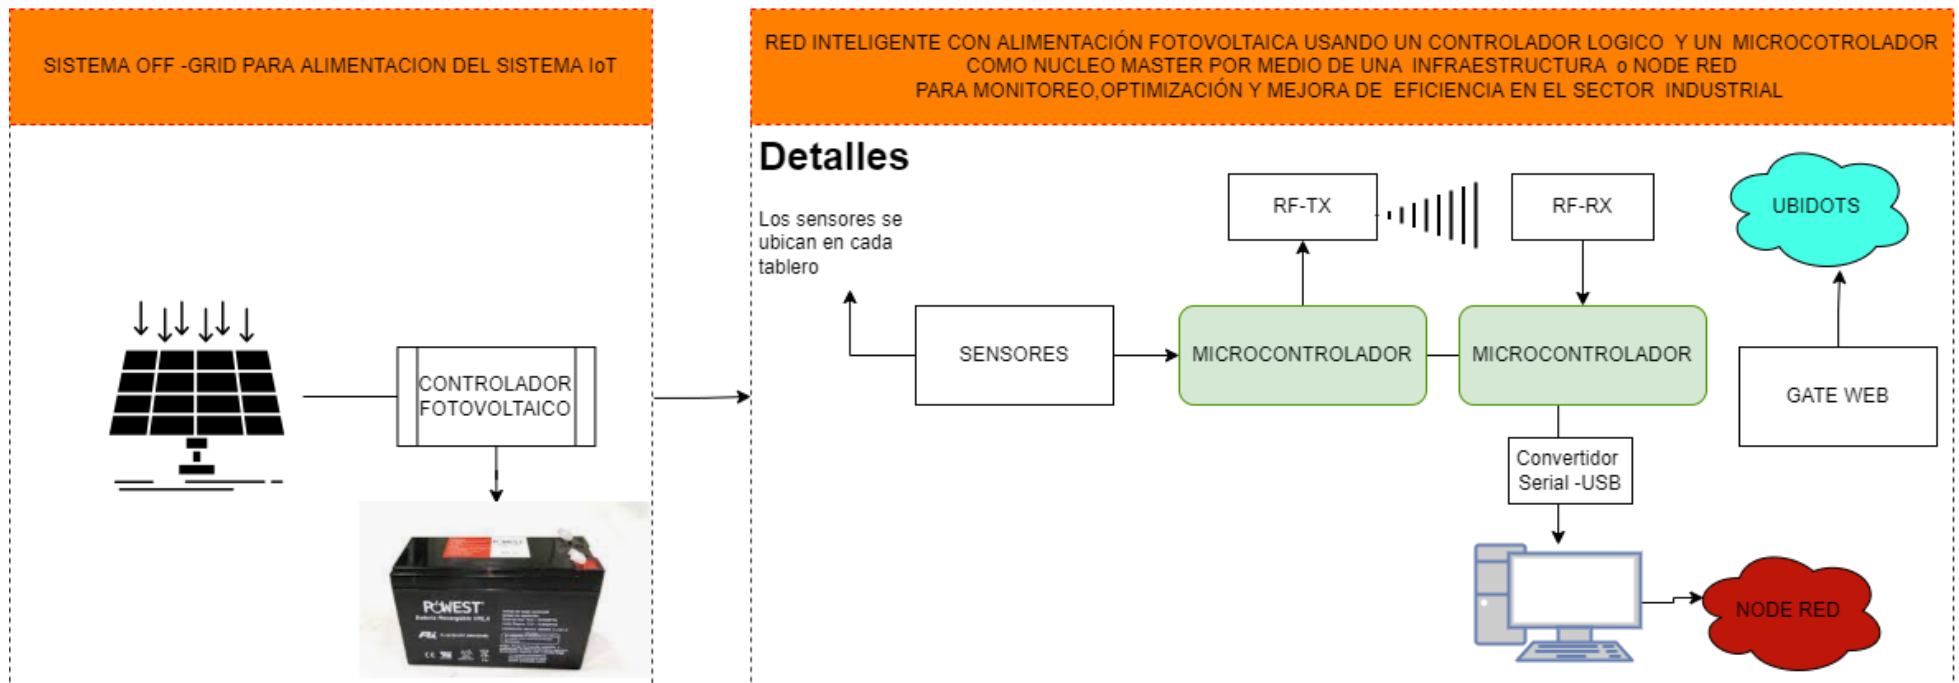 SISTEMA OFF -GRID PARA ALIMENTACION DEL SISTEMA IoT
RED INTELIGENTE CON ALIMENTACIÓN FOTOVOLTAICA USANDO UN CONTROLADOR LOGICO Y UN MICROCOTROLADOR
COMO NUCLEO MASTER POR MEDIO DE UNA INFRAESTRUCTURA o NODE RED
PARA MONITOREO,OPTIMIZACIÓN Y MEJORA DE EFICIENCIA EN EL SECTOR INDUSTRIAL
Detalles
Los sensores se
ubican en cada
tablero
RF-TX
RF-RX
UBIDOTS
SENSORES
MICROCONTROLADOR
MICROCONTROLADOR
GATE WEB
CONTROLADOR
FOTOVOLTAICO
Convertidor
Serial -USB
NODE RED
POWEST